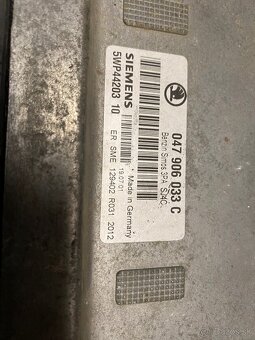 047 906 033 C
Benzin Simos 3PA SJ4C
SIEMENS
5WP44203 10
19.07.01
Made in Germany
ER SME 129402 R031 2012